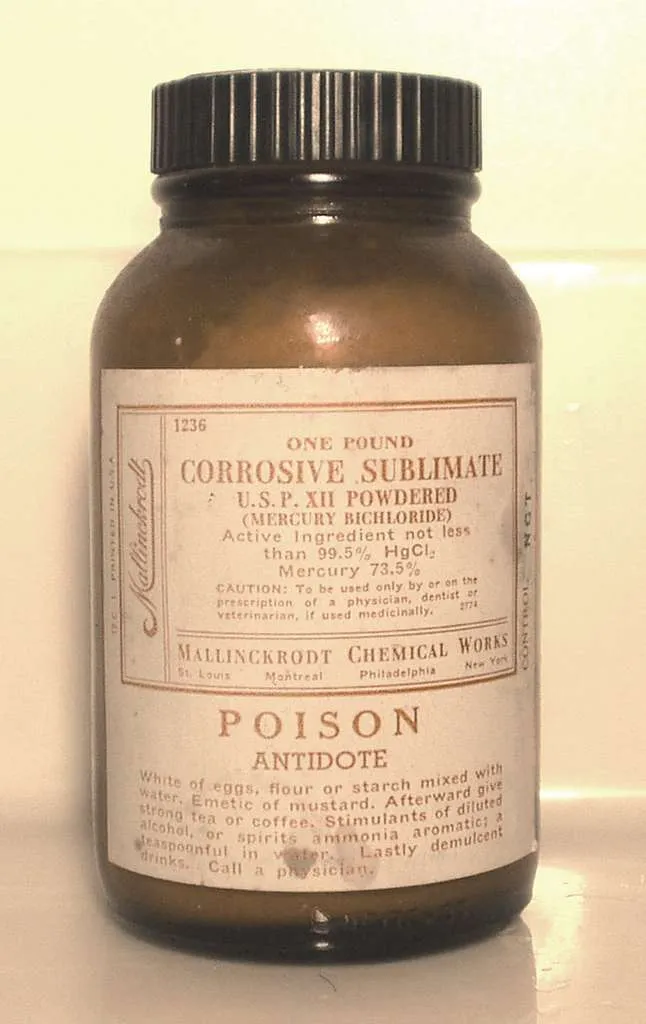 1236
ONE POUND
CORROSIVE SUBLIMATE
U.S.P. XII POWDERED
(MERCURY BICHLORIDE)
Active Ingredient not less
than 99.5% HgCl₂
Mercury 73.5%
CAUTION: To be used only by or on the
prescription of a physician, dentist or
veterinarian, if used medicinally.
2774
Mallinckrodt
PRINTED IN U.S.A.
MALLINCKRODT CHEMICAL WORKS
St. Louis Montreal Philadelphia New York
CONTROL NCT
POISON
ANTIDOTE
White of eggs, flour or starch mixed with
water. Emetic of mustard. Afterward give
strong tea or coffee. Stimulants of diluted
alcohol, or spirits ammonia aromatic; a
teaspoonful in water. Lastly demulcent
drinks. Call a physician.